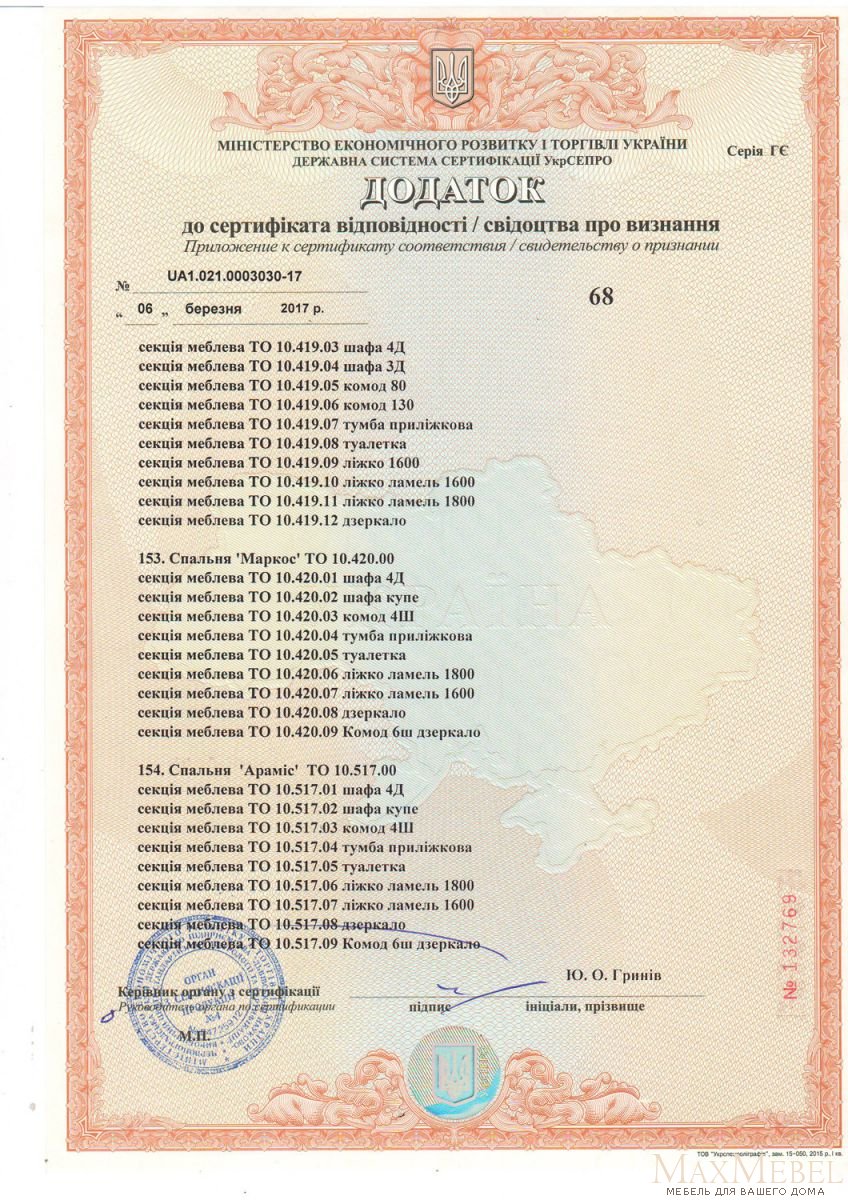 МІНІСТЕРСТВО ЕКОНОМІЧНОГО РОЗВИТКУ І ТОРГІВЛІ УКРАЇНИ
ДЕРЖАВНА СИСТЕМА СЕРТИФІКАЦІЇ УкрСЕПРО
Серія ГЄ
ДОДАТОК
до сертифіката відповідності / свідоцтва про визнання
Приложение к сертификату соответствия / свидетельству о признании
№ UA1.021.0003030-17
68
„ 06 „ березня 2017 р.
секція меблева ТО 10.419.03 шафа 4Д
секція меблева ТО 10.419.04 шафа 3Д
секція меблева ТО 10.419.05 комод 80
секція меблева ТО 10.419.06 комод 130
секція меблева ТО 10.419.07 тумба приліжкова
секція меблева ТО 10.419.08 туалетка
секція меблева ТО 10.419.09 ліжко 1600
секція меблева ТО 10.419.10 ліжко ламель 1600
секція меблева ТО 10.419.11 ліжко ламель 1800
секція меблева ТО 10.419.12 дзеркало
153. Спальня 'Маркос' ТО 10.420.00
секція меблева ТО 10.420.01 шафа 4Д
секція меблева ТО 10.420.02 шафа купе
секція меблева ТО 10.420.03 комод 4Ш
секція меблева ТО 10.420.04 тумба приліжкова
секція меблева ТО 10.420.05 туалетка
секція меблева ТО 10.420.06 ліжко ламель 1800
секція меблева ТО 10.420.07 ліжко ламель 1600
секція меблева ТО 10.420.08 дзеркало
секція меблева ТО 10.420.09 Комод 6ш дзеркало
154. Спальня 'Араміс' ТО 10.517.00
секція меблева ТО 10.517.01 шафа 4Д
секція меблева ТО 10.517.02 шафа купе
секція меблева ТО 10.517.03 комод 4Ш
секція меблева ТО 10.517.04 тумба приліжкова
секція меблева ТО 10.517.05 туалетка
секція меблева ТО 10.517.06 ліжко ламель 1800
секція меблева ТО 10.517.07 ліжко ламель 1600
секція меблева ТО 10.517.08 дзеркало
секція меблева ТО 10.517.09 Комод 6ш дзеркало
Ю. О. Гринів
Керівник органу з сертифікації
Руководитель органа по сертификации
підпис
ініціали, прізвище
М.П.
ОРГАН
З СЕРТИФІКАЦІЇ
ПРОДУКЦІЇ
№1
№ 132769
УКРАЇНА
ТОВ "Укрспецполіграфія", зам. 15-050, 2015 р. І кв.
MAXMEBEL
МЕБЕЛЬ ДЛЯ ВАШЕГО ДОМА